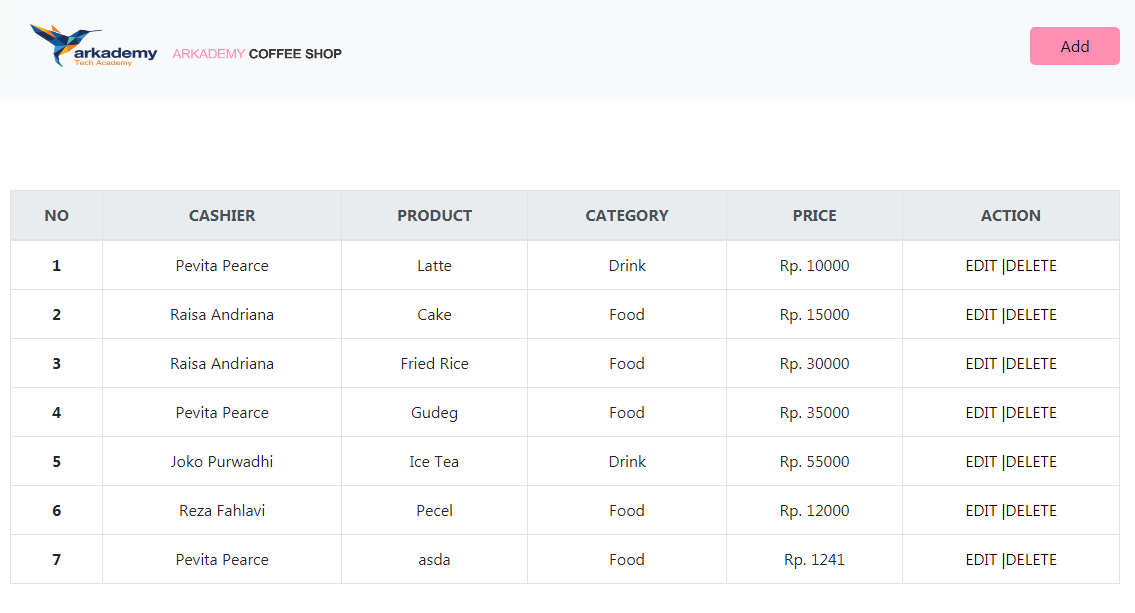 arkademy
Tech Academy
ARKADEMY COFFEE SHOP
Add
NO CASHIER PRODUCT CATEGORY PRICE ACTION
1 Pevita Pearce Latte Drink Rp. 10000 EDIT |DELETE
2 Raisa Andriana Cake Food Rp. 15000 EDIT |DELETE
3 Raisa Andriana Fried Rice Food Rp. 30000 EDIT |DELETE
4 Pevita Pearce Gudeg Food Rp. 35000 EDIT |DELETE
5 Joko Purwadhi Ice Tea Drink Rp. 55000 EDIT |DELETE
6 Reza Fahlavi Pecel Food Rp. 12000 EDIT |DELETE
7 Pevita Pearce asda Food Rp. 1241 EDIT |DELETE